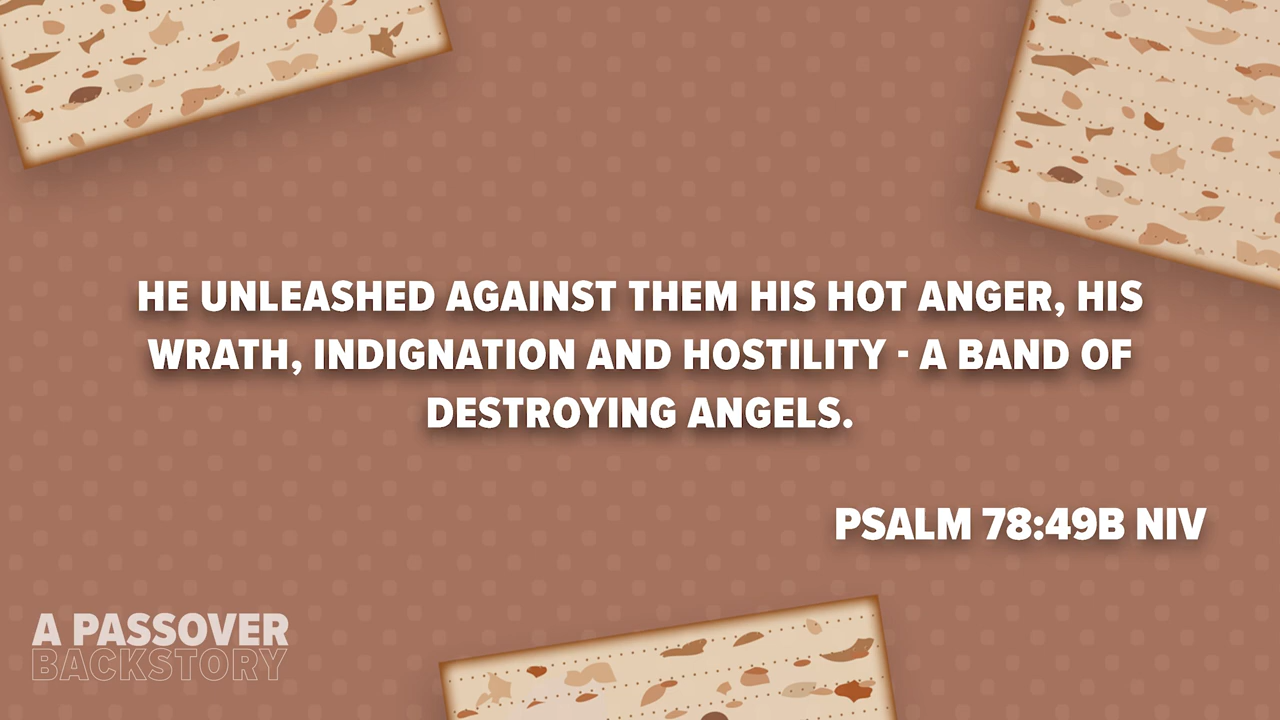 HE UNLEASHED AGAINST THEM HIS HOT ANGER, HIS
WRATH, INDIGNATION AND HOSTILITY - A BAND OF
DESTROYING ANGELS.
PSALM 78:49B NIV
A PASSOVER
BACKSTORY